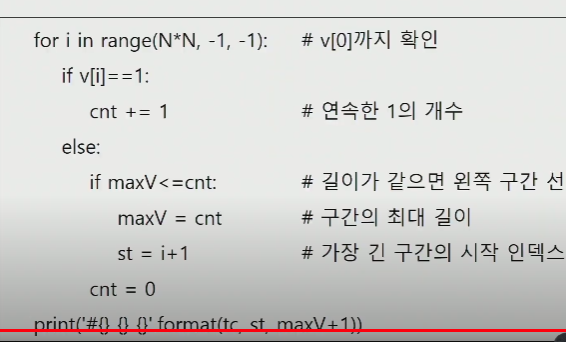 for i in range(N*N, -1, -1): # v[0]까지 확인
if v[i]==1:
cnt += 1 # 연속한 1의 개수
else:
if maxV<=cnt: # 길이가 같으면 왼쪽 구간 선
maxV = cnt # 구간의 최대 길이
st = i+1 # 가장 긴 구간의 시작 인덱스
cnt = 0
print('#{} {} {}'.format(tc, st, maxV+1))